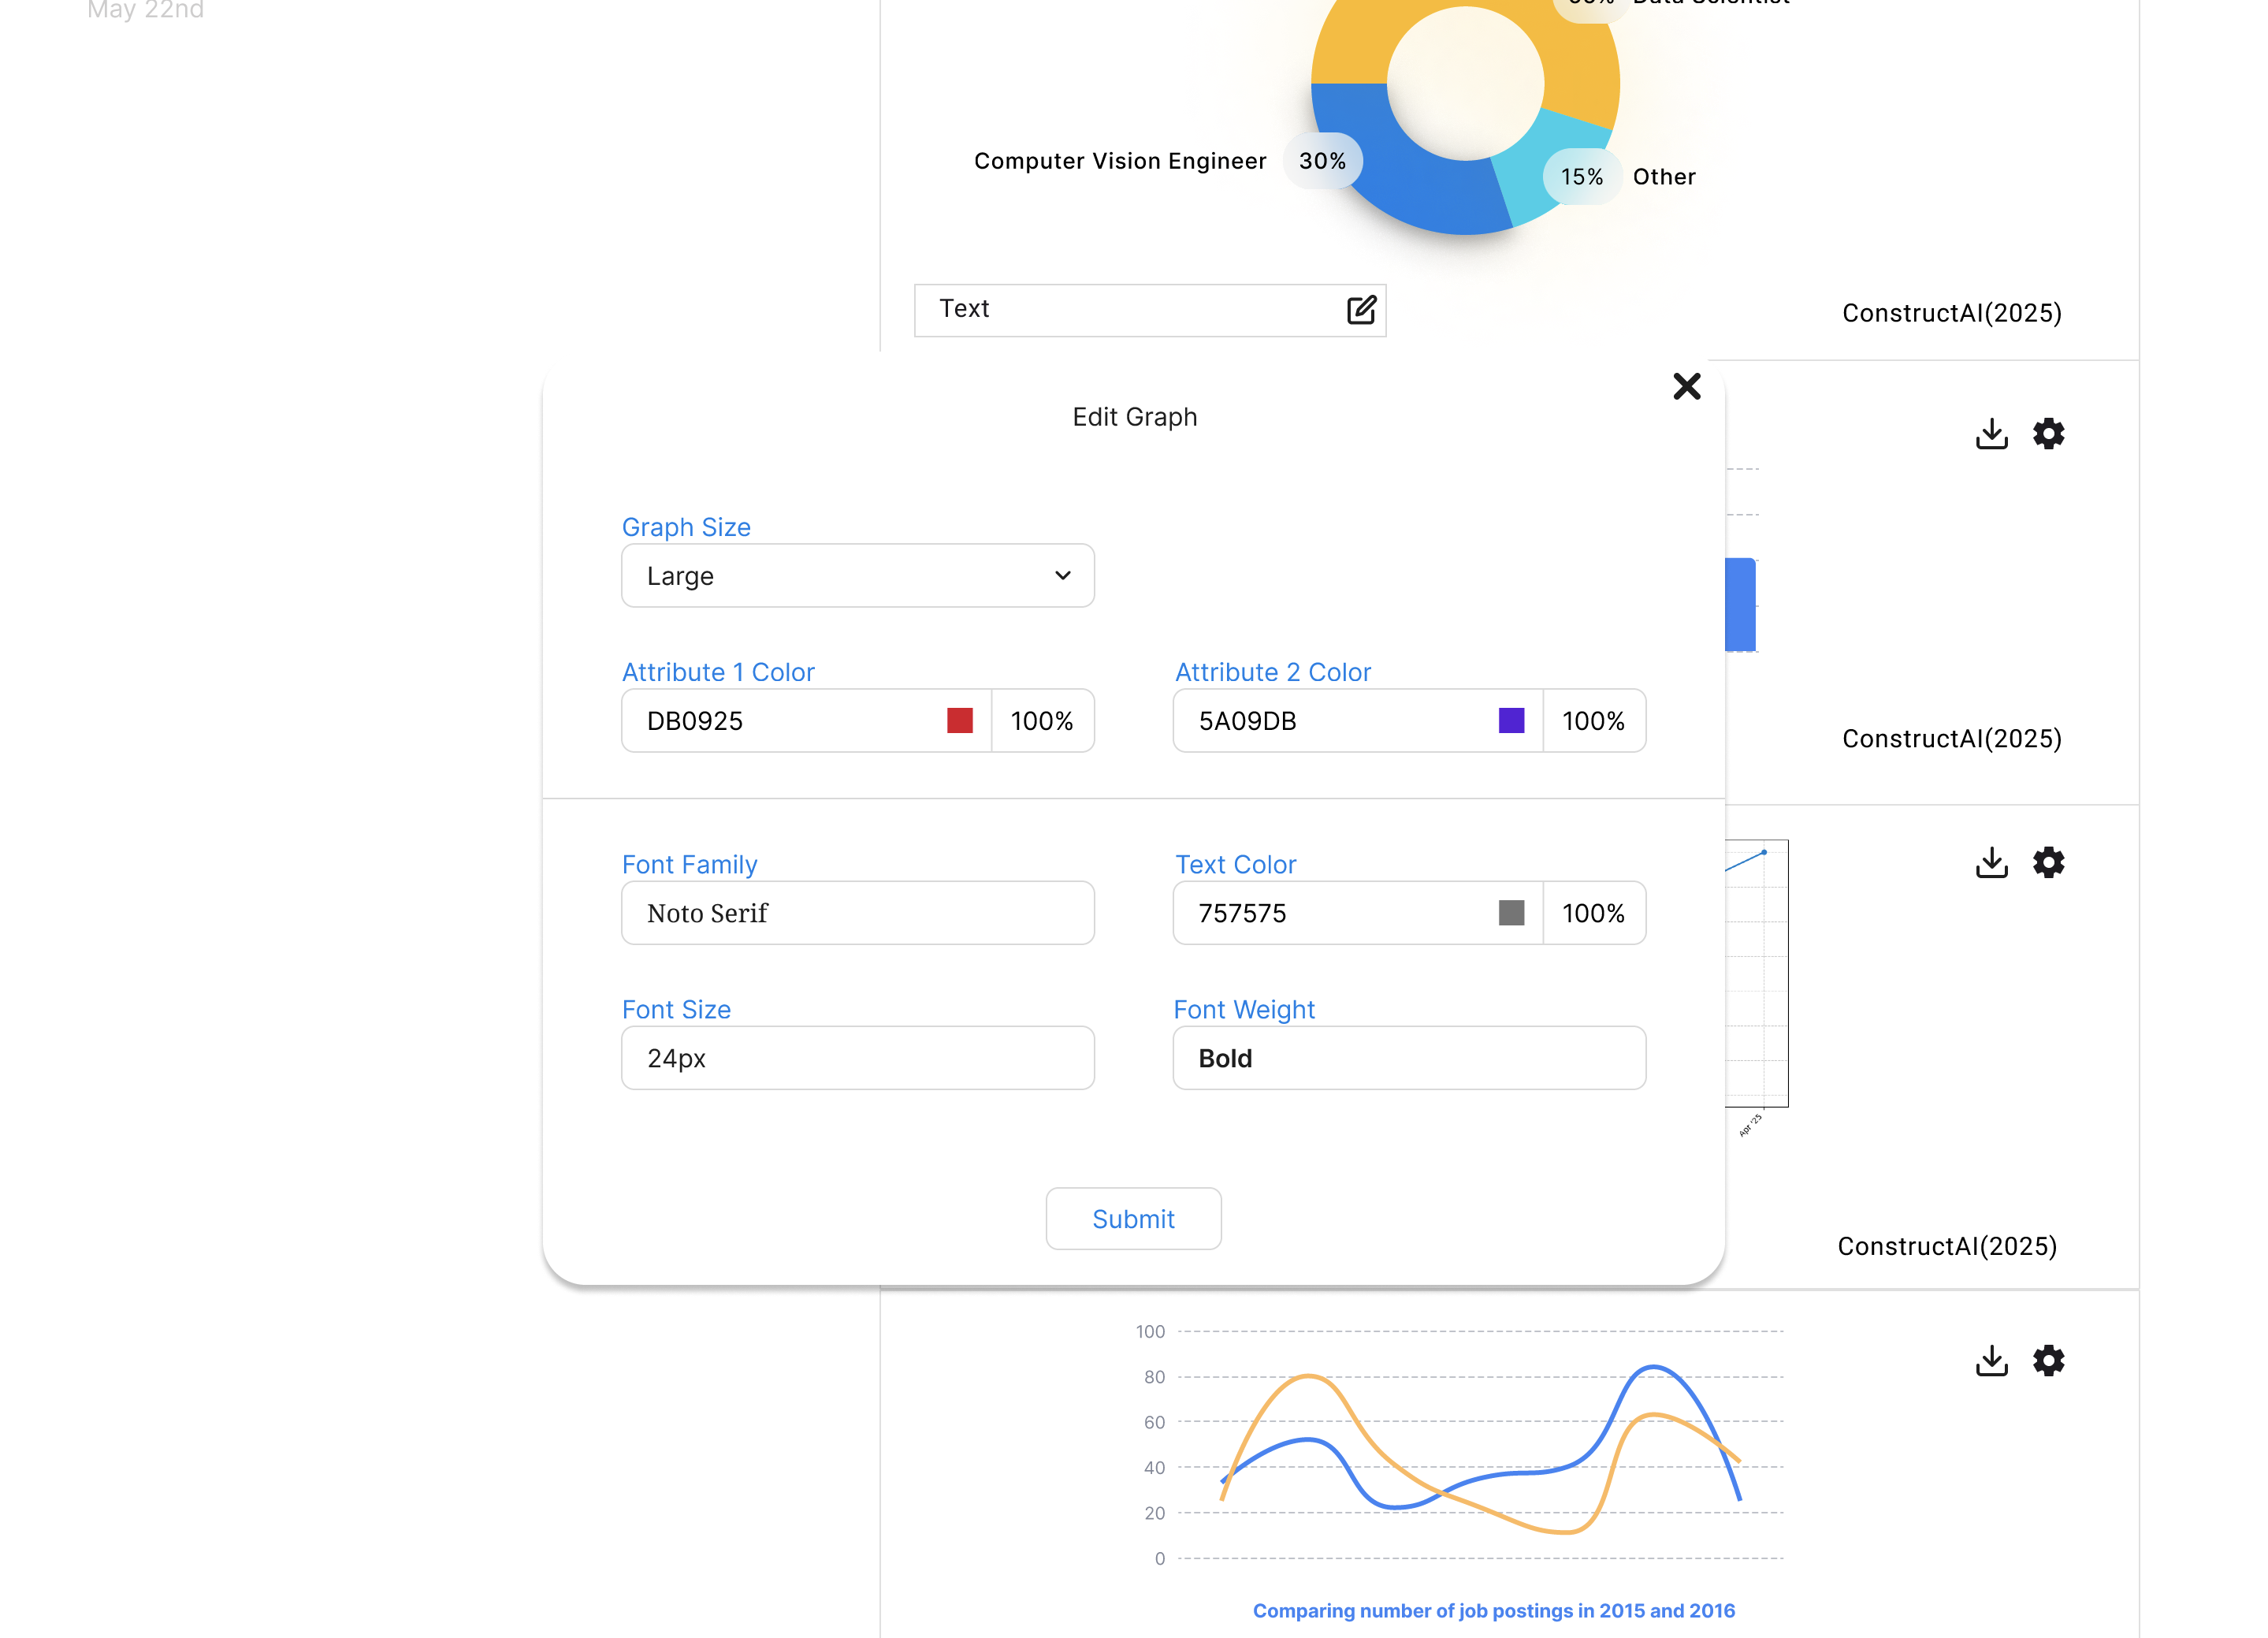 May 22nd
Data Scientist
Computer Vision Engineer 30%
15% Other
Text
ConstructAI(2025)
Edit Graph
Graph Size
Large
Attribute 1 Color
Attribute 2 Color
DB0925
100%
5A09DB
100%
ConstructAI(2025)
Font Family
Text Color
Noto Serif
757575
100%
Font Size
Font Weight
24px
Bold
Apr '25
Submit
ConstructAI(2025)
100
80
60
40
20
0
Comparing number of job postings in 2015 and 2016